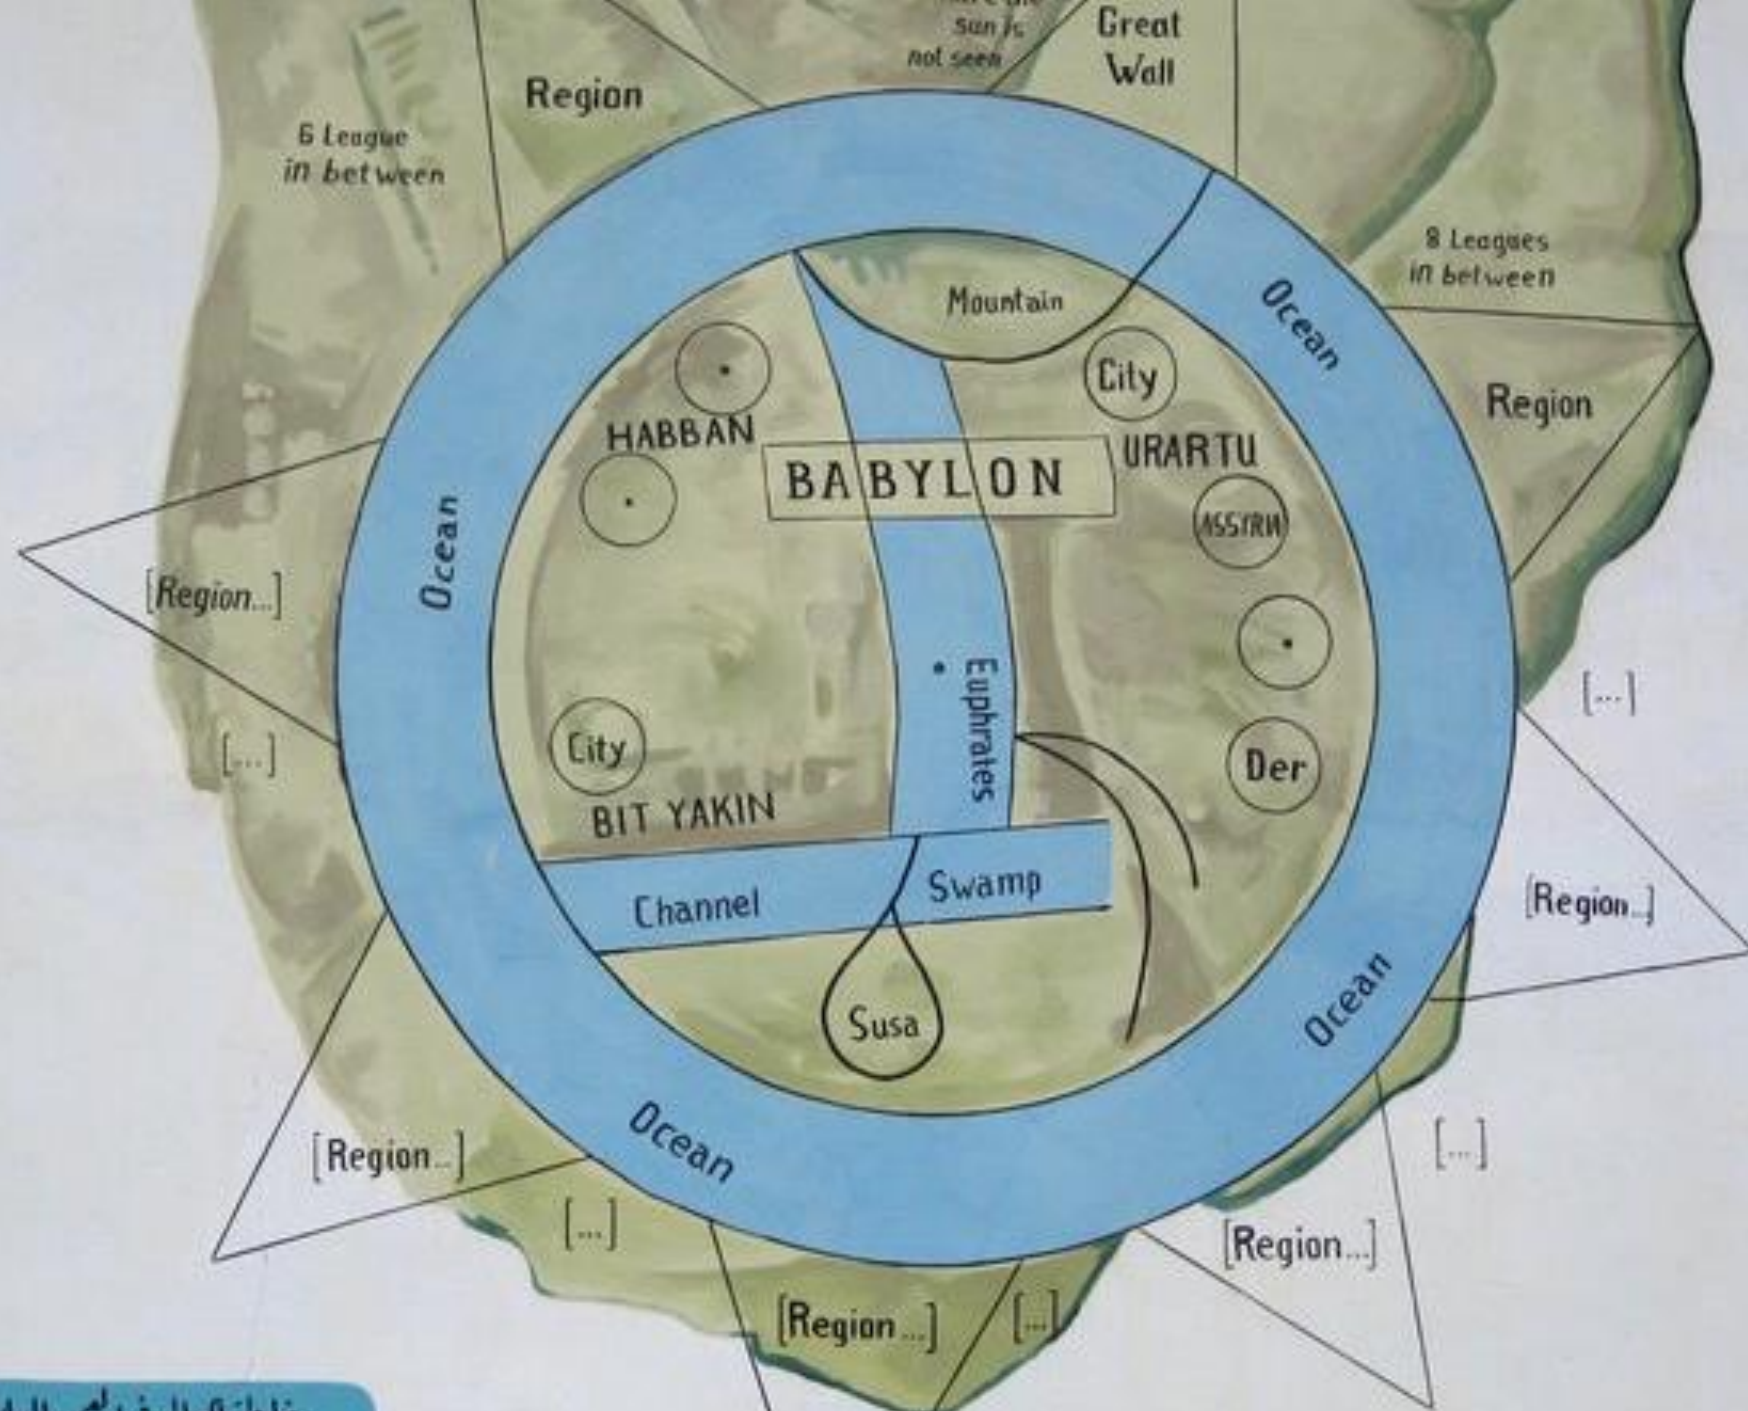 sun is
not seen
Great
Wall
Region
6 League
in between
8 Leagues
in between
Ocean
Mountain
City
Region
HABBAN
URARTU
BABYLON
ASSYRIA
Ocean
[Region...]
Euphrates
[...]
City
Der
[...]
BIT YAKIN
Channel
Swamp
[Region..]
Susa
Ocean
Ocean
[Region...]
[...]
[...]
[Region...]
[Region...]
[...]